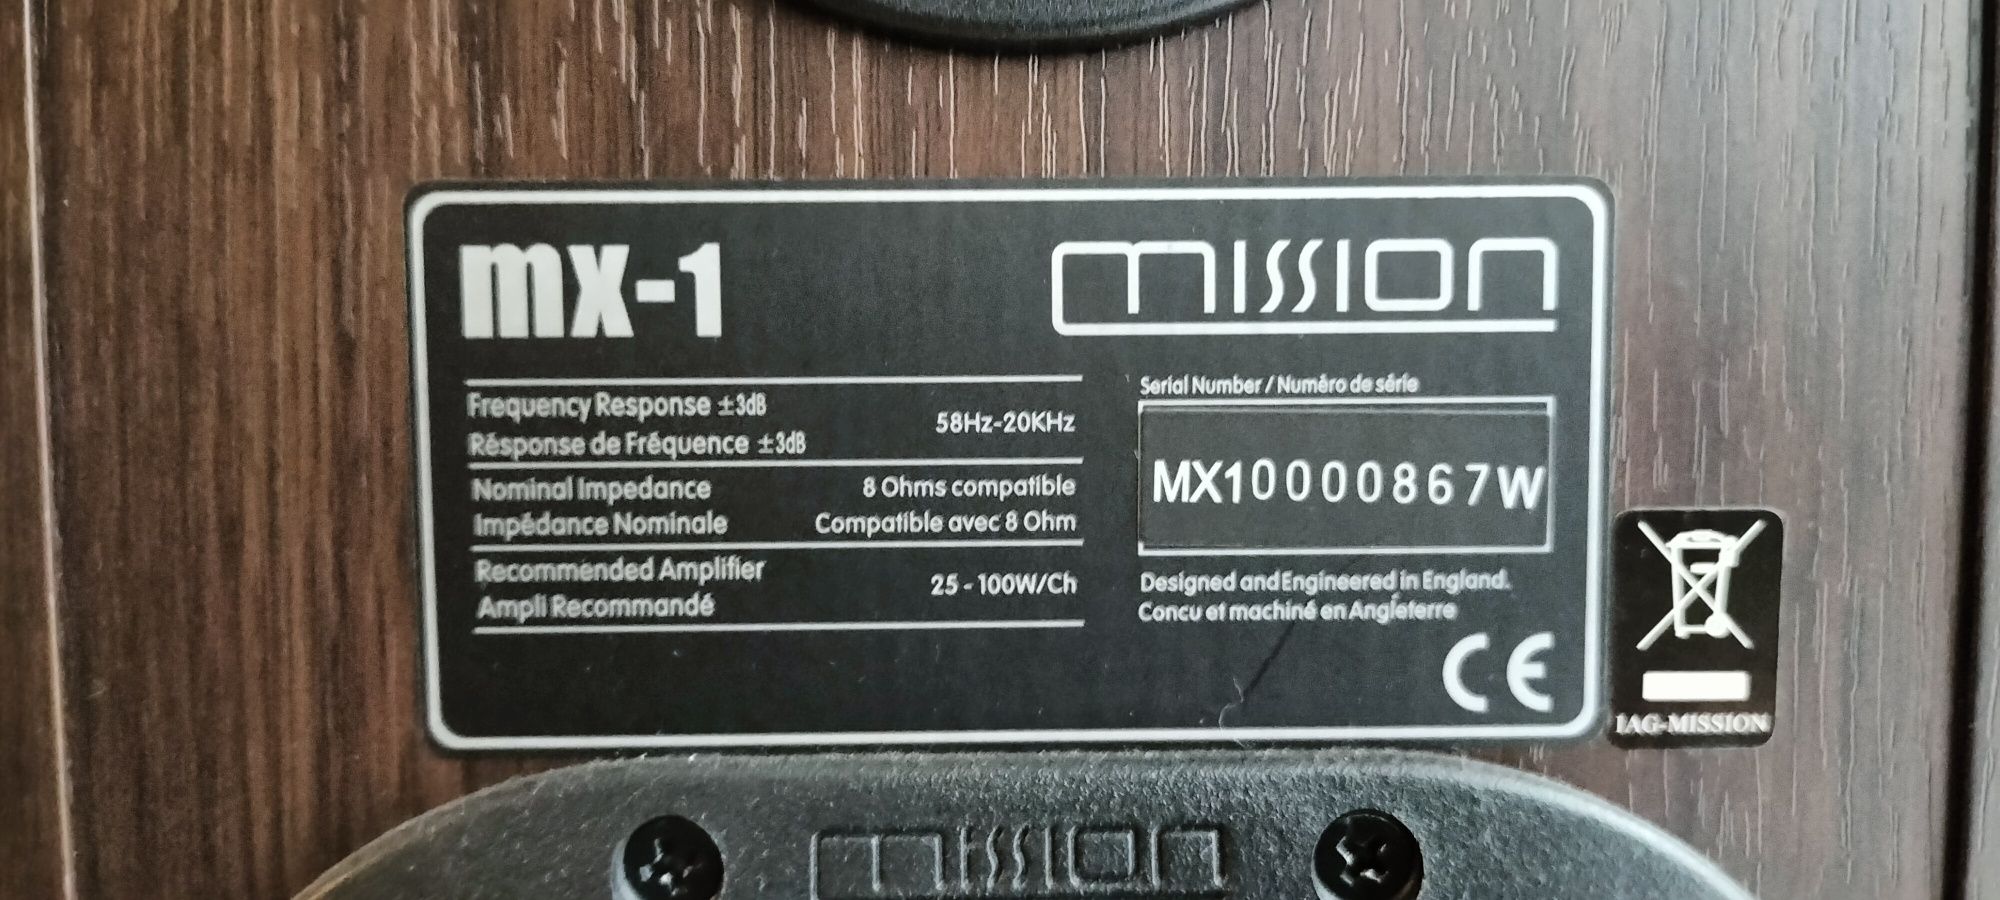 mx-1
mission
Frequency Response ±3dB
Résponse de Fréquence ±3dB
58Hz-20KHz
Nominal Impedance
8 Ohms compatible
Impédance Nominale
Compatible avec 8 Ohm
Recommended Amplifier
Ampli Recommandé
25 - 100W/Ch
Serial Number / Numéro de série
MX10000867W
Designed and Engineered in England.
Concu et machiné en Angleterre
CE
IAG-MISSION
mission